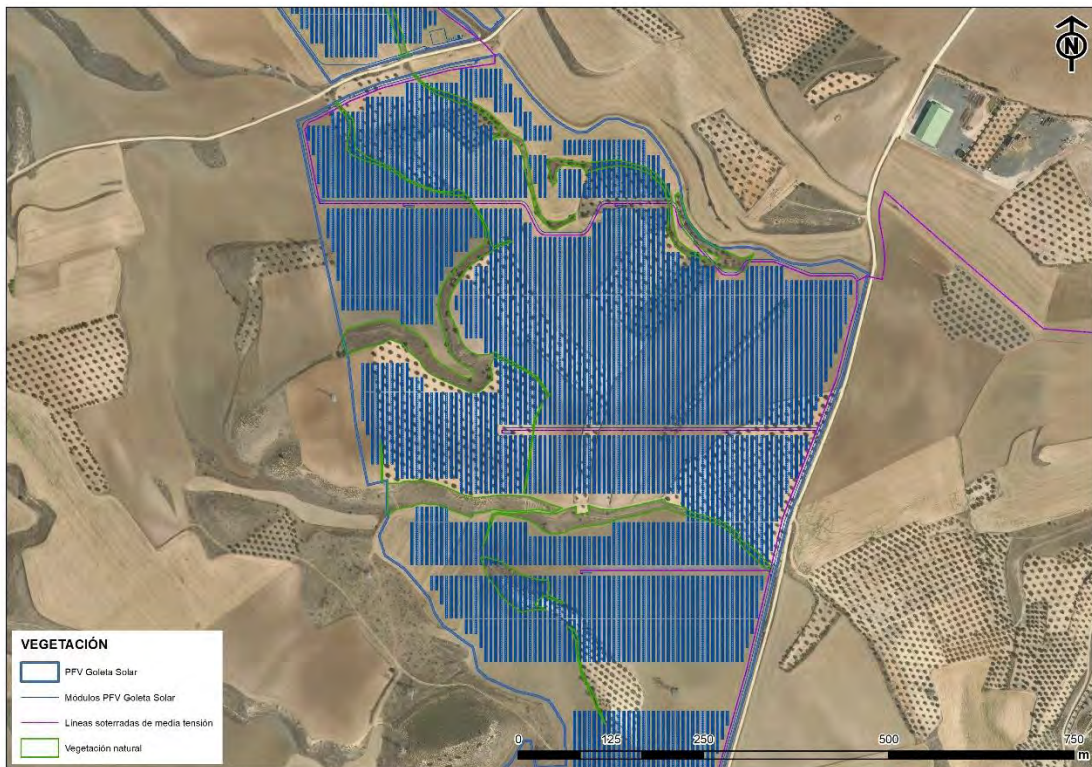 N
VEGETACIÓN
PFV Goleta Solar
Módulos PFV Goleta Solar
Líneas soterradas de media tensión
Vegetación natural
0 125 250 500 750
m